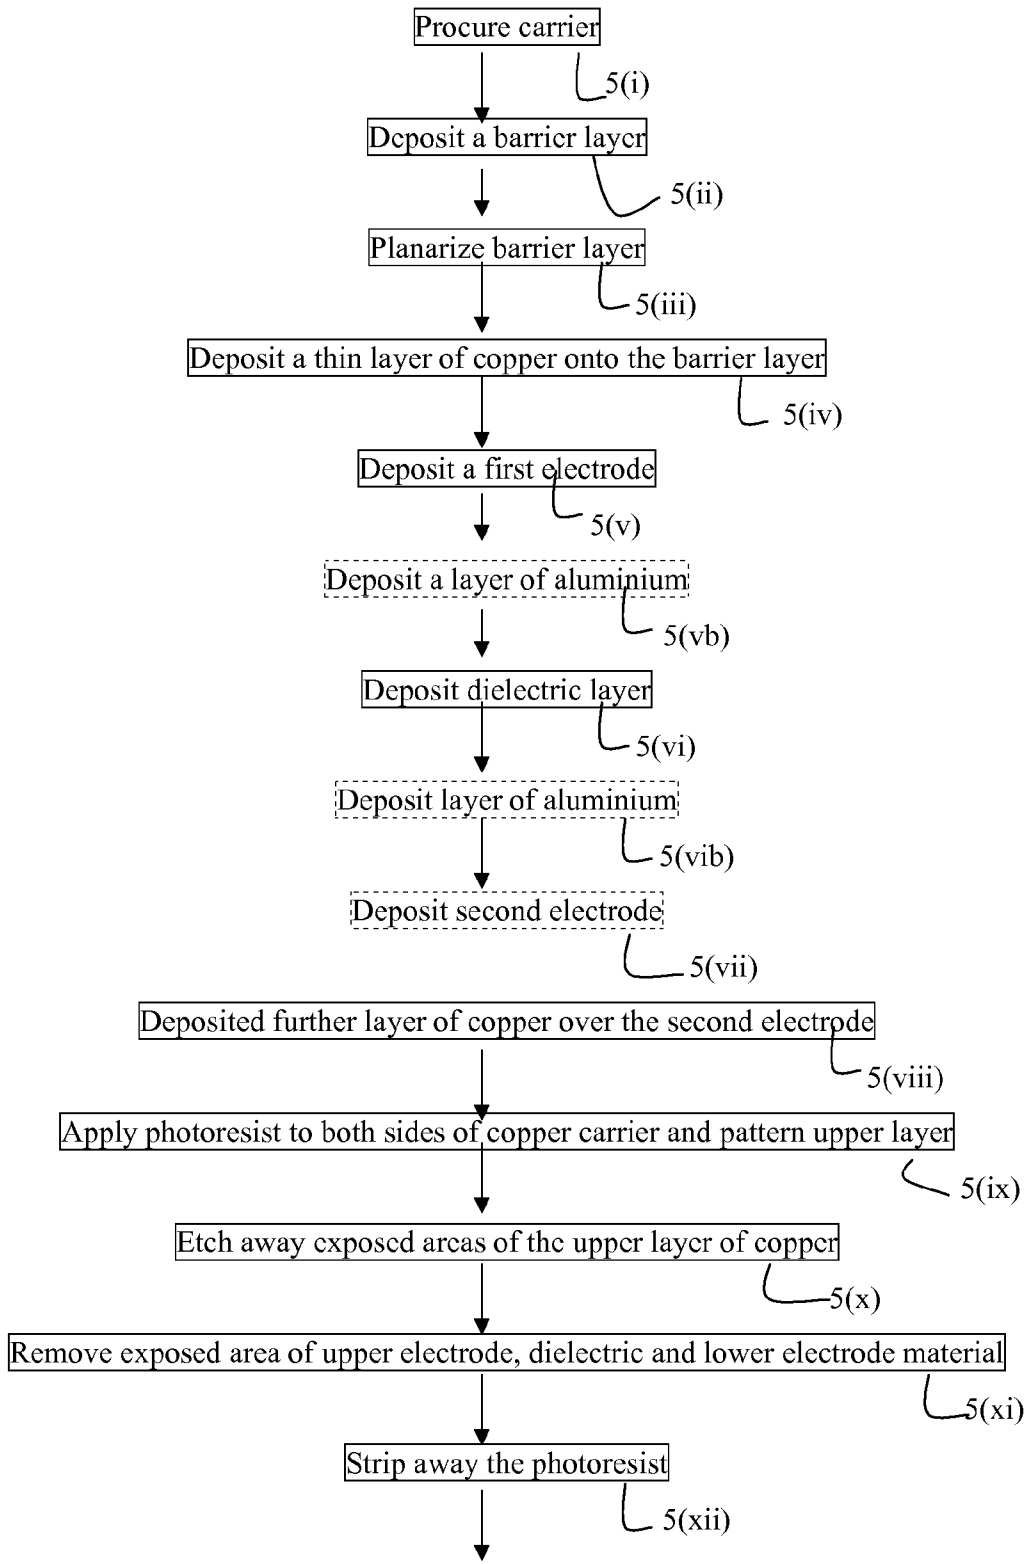 Procure carrier
5(i)
Deposit a barrier layer
5(ii)
Planarize barrier layer
5(iii)
Deposit a thin layer of copper onto the barrier layer
5(iv)
Deposit a first electrode
5(v)
Deposit a layer of aluminium
5(vb)
Deposit dielectric layer
5(vi)
Deposit layer of aluminium
5(vib)
Deposit second electrode
5(vii)
Deposited further layer of copper over the second electrode
5(viii)
Apply photoresist to both sides of copper carrier and pattern upper layer
5(ix)
Etch away exposed areas of the upper layer of copper
5(x)
Remove exposed area of upper electrode, dielectric and lower electrode material
5(xi)
Strip away the photoresist
5(xii)